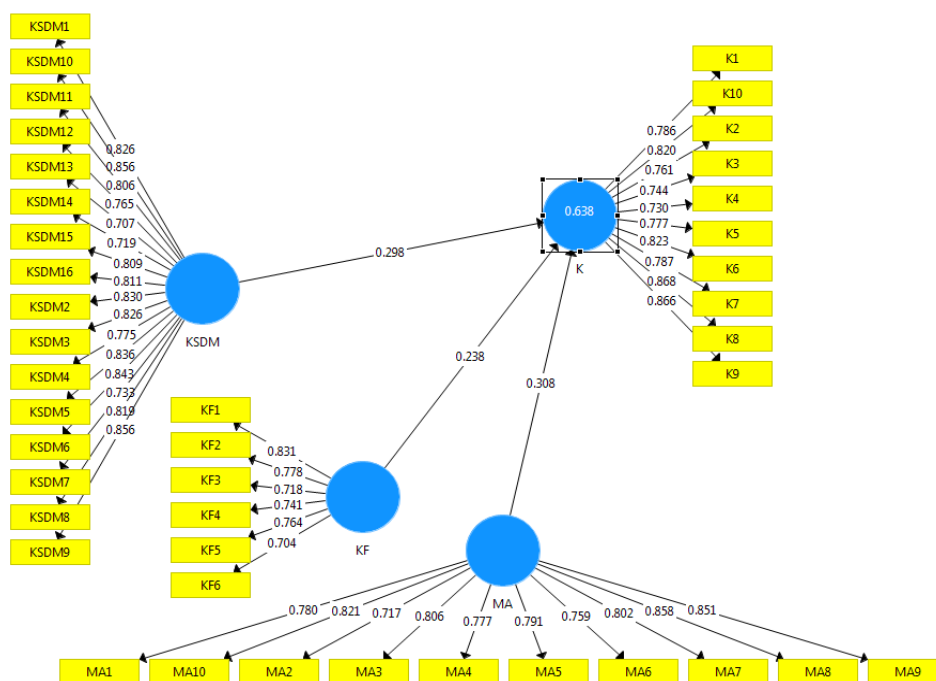 KSDM1
KSDM10
KSDM11
KSDM12
KSDM13
KSDM14
KSDM15
KSDM16
KSDM2
KSDM3
KSDM4
KSDM5
KSDM6
KSDM7
KSDM8
KSDM9
0.826
0.856
0.806
0.765
0.707
0.719
0.809
0.811
0.830
0.826
0.775
0.836
0.843
0.733
0.819
0.856
KSDM
0.298
0.638
K
0.786
0.820
0.761
0.744
0.730
0.777
0.823
0.787
0.868
0.866
K1
K10
K2
K3
K4
K5
K6
K7
K8
K9
0.238
0.308
KF1
KF2
KF3
KF4
KF5
KF6
0.831
0.778
0.718
0.741
0.764
0.704
KF
MA
0.780
0.821
0.717
0.806
0.777
0.791
0.759
0.802
0.858
0.851
MA1
MA10
MA2
MA3
MA4
MA5
MA6
MA7
MA8
MA9